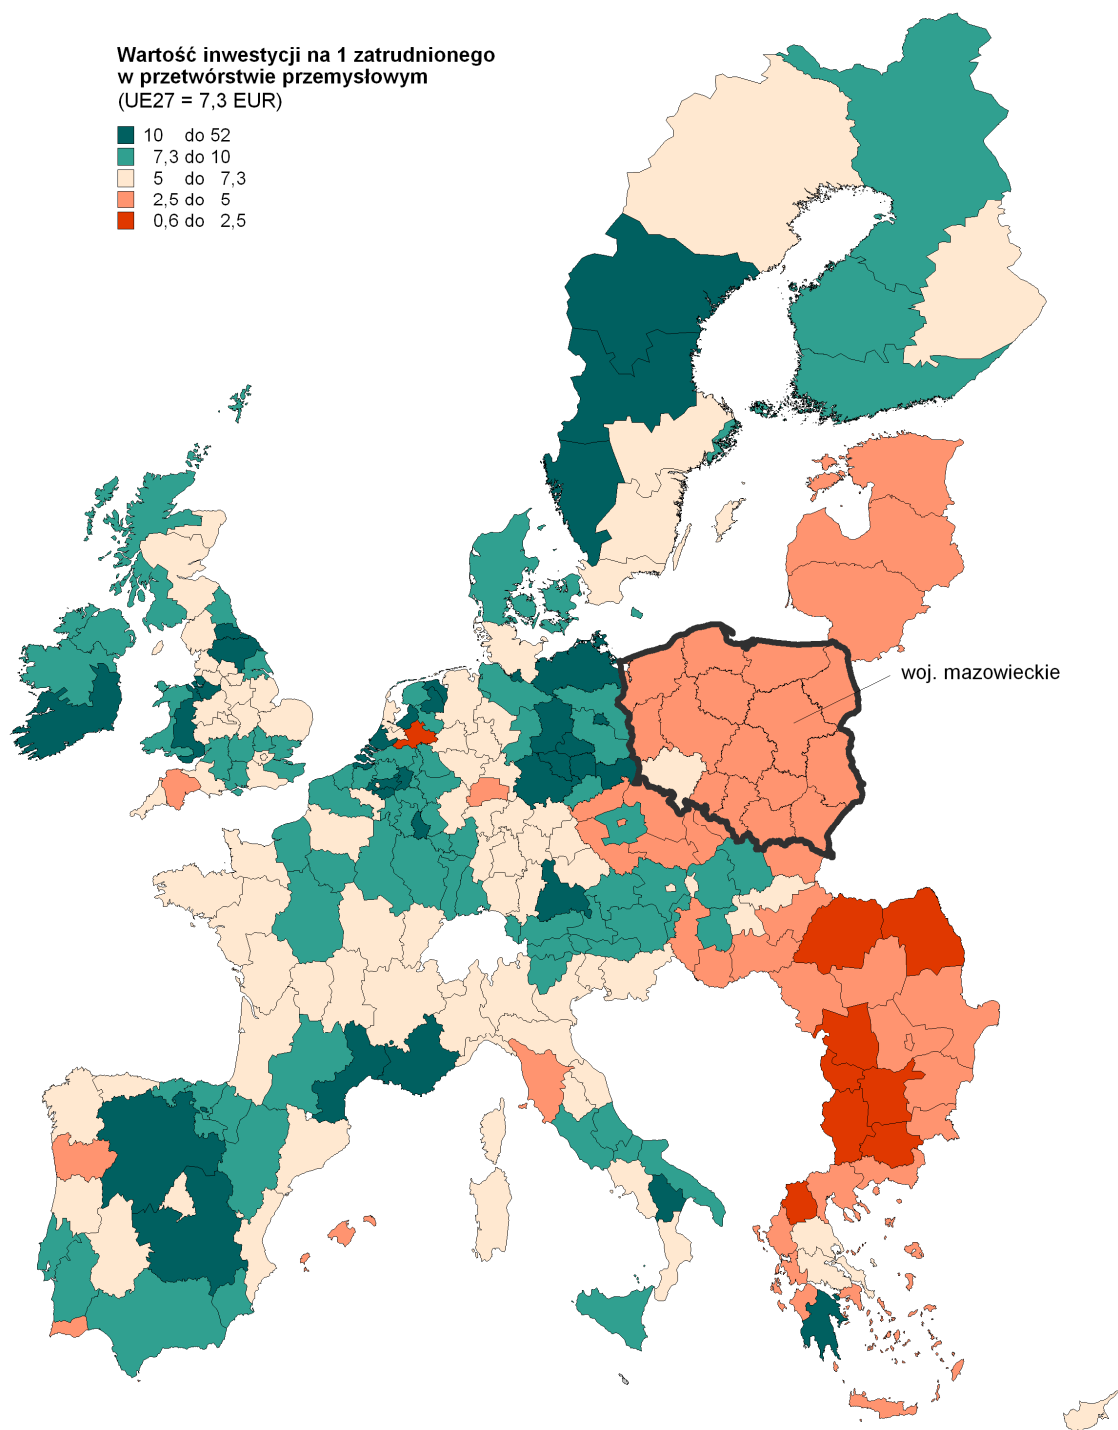 Wartość inwestycji na 1 zatrudnionego
w przetwórstwie przemysłowym
(UE27 = 7,3 EUR)
10 do 52
7,3 do 10
5 do 7,3
2,5 do 5
0,6 do 2,5
woj. mazowieckie